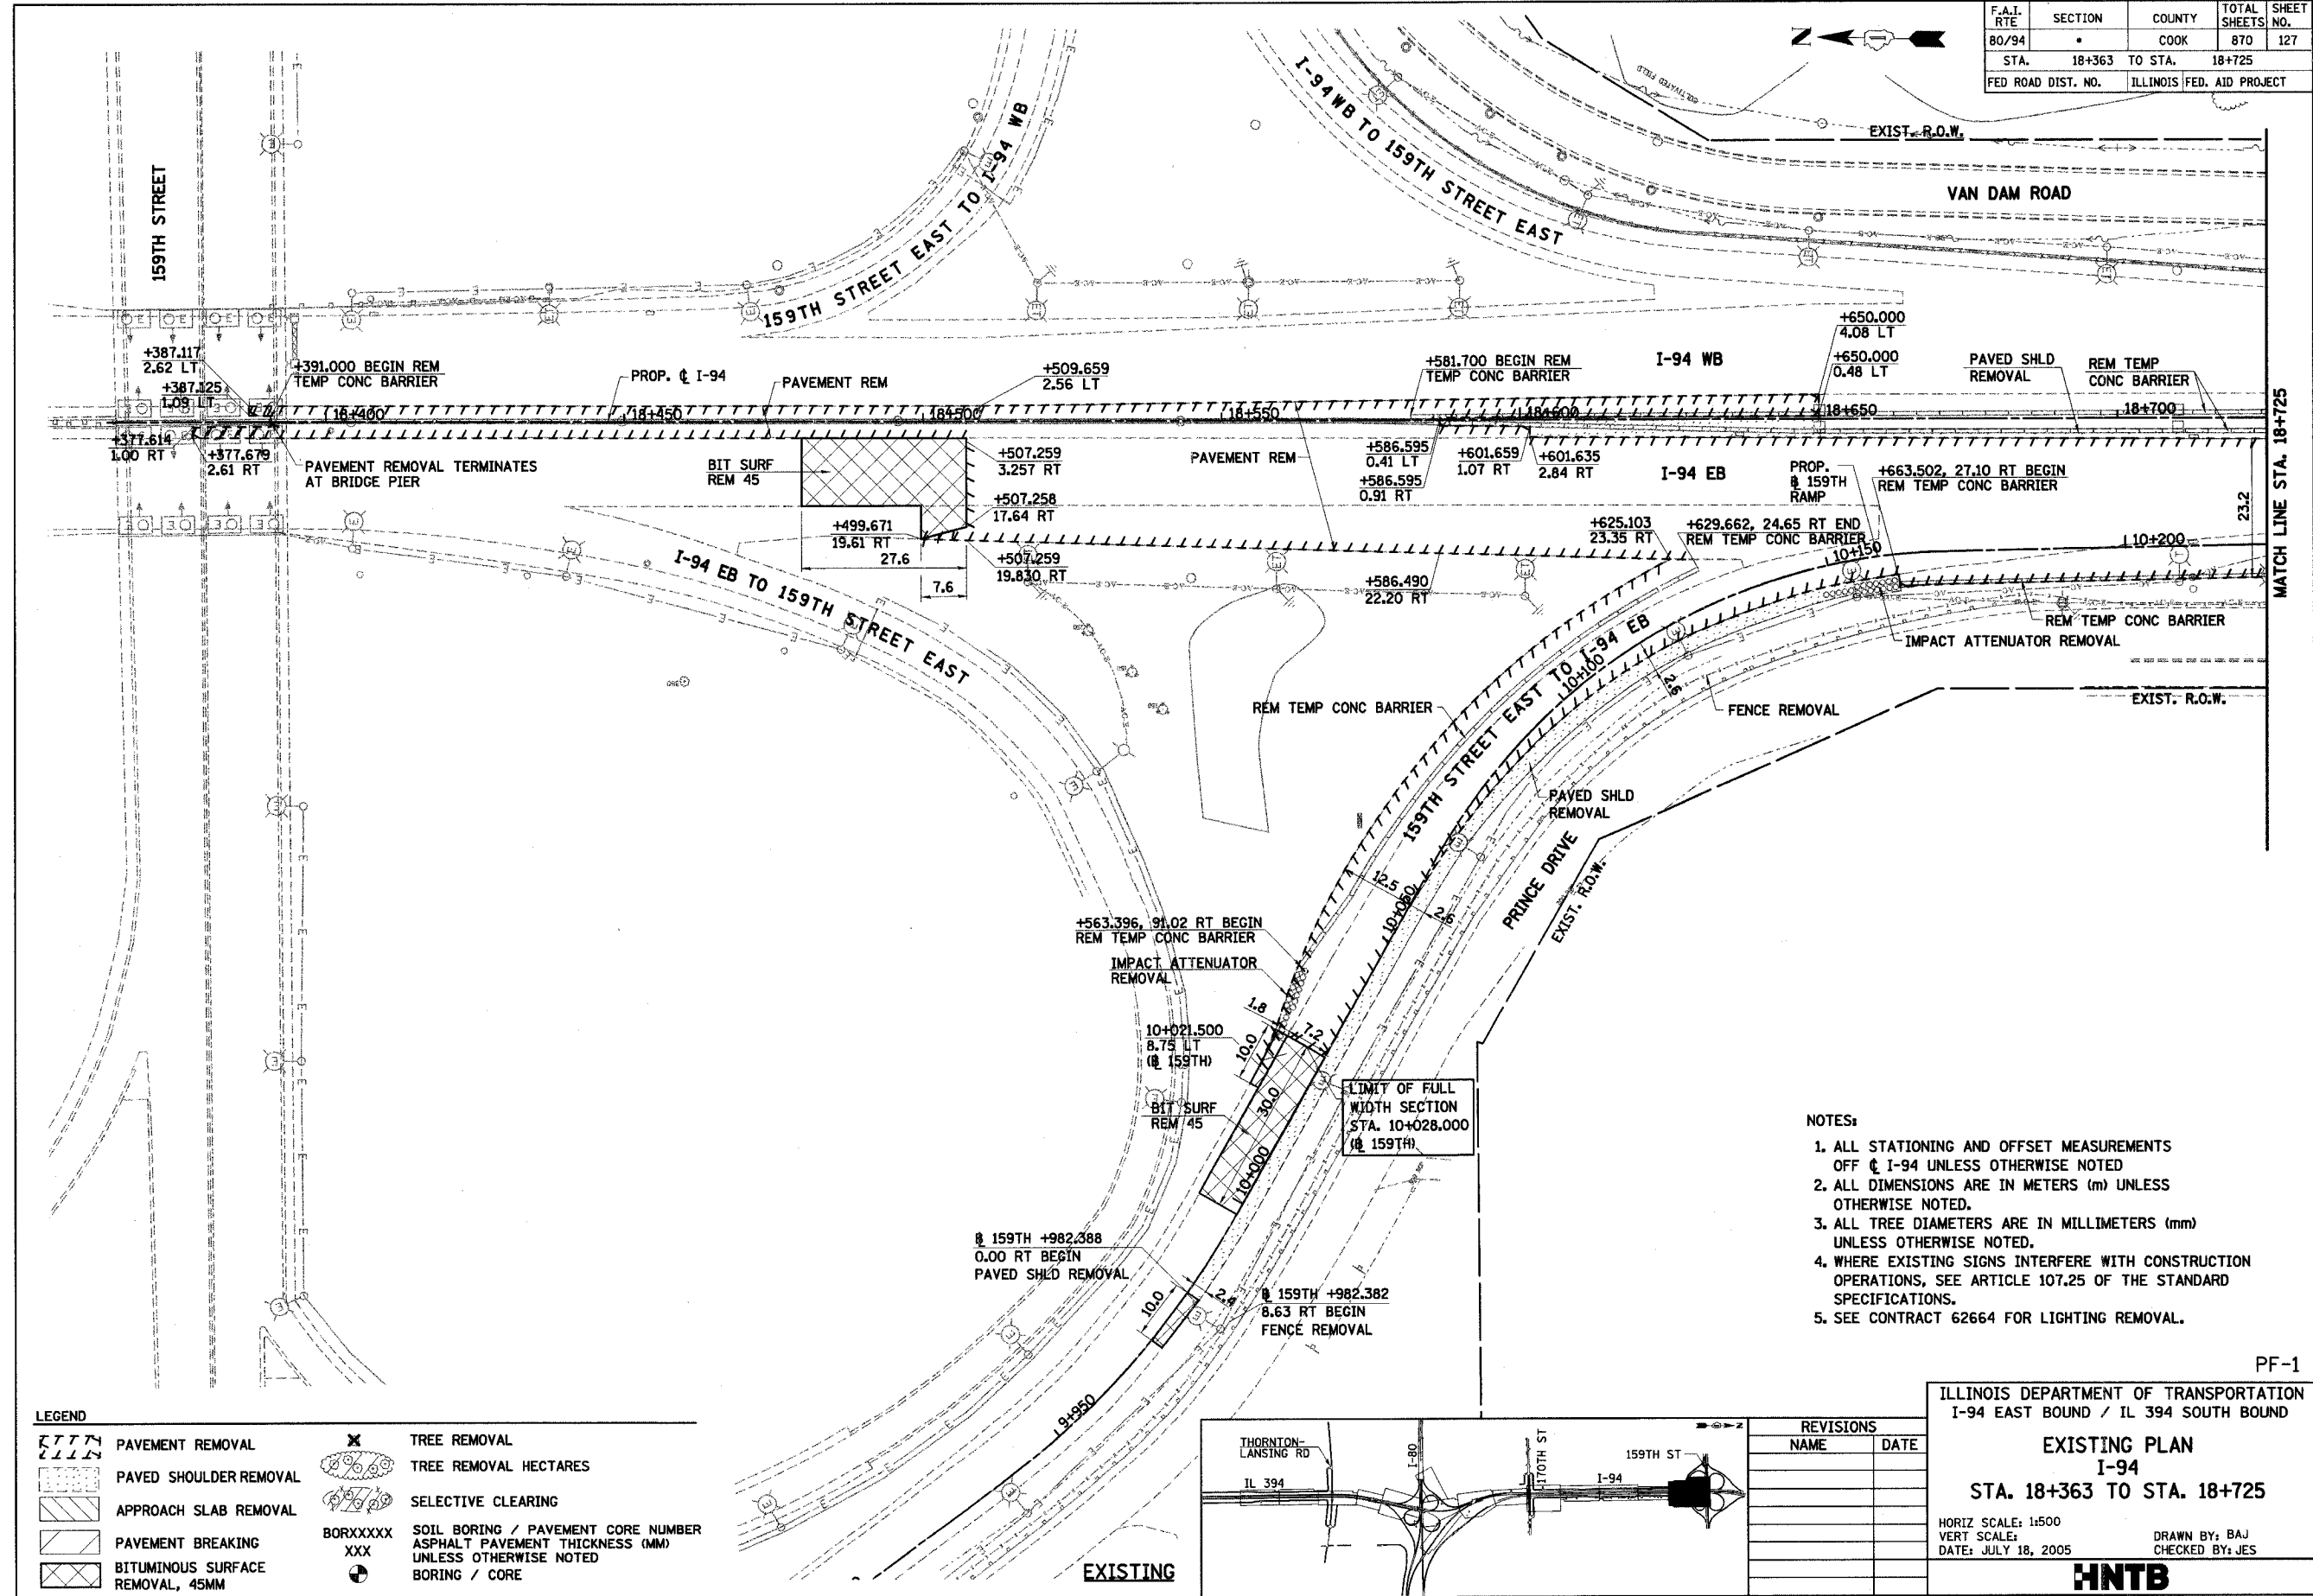 F.A.I. RTE SECTION COUNTY TOTAL SHEETS SHEET NO.
80/94 • COOK 870 127
STA. 18+363 TO STA. 18+725
FED ROAD DIST. NO. ILLINOIS FED. AID PROJECT
CULTIVATED FIELD
EXIST. R.O.W.
VAN DAM ROAD
I-94 WB TO 159TH STREET EAST
159TH STREET EAST TO I-94 WB
159TH STREET
+387.117
2.62 LT
+387.125
1.09 LT
+391.000 BEGIN REM
TEMP CONC BARRIER
PROP. ℄ I-94
PAVEMENT REM
+509.659
2.56 LT
+581.700 BEGIN REM
TEMP CONC BARRIER
I-94 WB
+650.000
4.08 LT
+650.000
0.48 LT
PAVED SHLD
REMOVAL
REM TEMP
CONC BARRIER
18+400
18+450
18+500
18+550
18+600
18+650
18+700
MATCH LINE STA. 18+725
+377.614
1.00 RT
+377.679
2.61 RT
PAVEMENT REMOVAL TERMINATES
AT BRIDGE PIER
BIT SURF
REM 45
+507.259
3.257 RT
+507.258
17.64 RT
+499.671
19.61 RT
27.6
+507.259
19.830 RT
7.6
PAVEMENT REM
+586.595
0.41 LT
+586.595
0.91 RT
+601.659
1.07 RT
+601.635
2.84 RT
I-94 EB
PROP.
B 159TH
RAMP
+663.502, 27.10 RT BEGIN
REM TEMP CONC BARRIER
23.2
+625.103
23.35 RT
+629.662, 24.65 RT END
REM TEMP CONC BARRIER
10+150
10+200
+586.490
22.20 RT
I-94 EB TO 159TH STREET EAST
REM TEMP CONC BARRIER
IMPACT ATTENUATOR REMOVAL
EXIST. R.O.W.
159TH STREET EAST TO I-94 EB
10+100
2.6
FENCE REMOVAL
REM TEMP CONC BARRIER
PAVED SHLD
REMOVAL
PRINCE DRIVE
EXIST. R.O.W.
12.5
10+050
2.6
+563.396, 91.02 RT BEGIN
REM TEMP CONC BARRIER
IMPACT ATTENUATOR
REMOVAL
1.8
7.2
10+021.500
8.75 LT
(B 159TH)
10.0
30.0
LIMIT OF FULL
WIDTH SECTION
STA. 10+028.000
(B 159TH)
BIT SURF
REM 45
10+000
B 159TH +982.388
0.00 RT BEGIN
PAVED SHLD REMOVAL
10.0
2.4
B 159TH +982.382
8.63 RT BEGIN
FENCE REMOVAL
9+950
NOTES:
1. ALL STATIONING AND OFFSET MEASUREMENTS
OFF ℄ I-94 UNLESS OTHERWISE NOTED
2. ALL DIMENSIONS ARE IN METERS (m) UNLESS
OTHERWISE NOTED.
3. ALL TREE DIAMETERS ARE IN MILLIMETERS (mm)
UNLESS OTHERWISE NOTED.
4. WHERE EXISTING SIGNS INTERFERE WITH CONSTRUCTION
OPERATIONS, SEE ARTICLE 107.25 OF THE STANDARD
SPECIFICATIONS.
5. SEE CONTRACT 62664 FOR LIGHTING REMOVAL.
PF-1
LEGEND
PAVEMENT REMOVAL
PAVED SHOULDER REMOVAL
APPROACH SLAB REMOVAL
PAVEMENT BREAKING
BITUMINOUS SURFACE
REMOVAL, 45MM
TREE REMOVAL
TREE REMOVAL HECTARES
SELECTIVE CLEARING
BORXXXXX
XXX
SOIL BORING / PAVEMENT CORE NUMBER
ASPHALT PAVEMENT THICKNESS (MM)
UNLESS OTHERWISE NOTED
BORING / CORE
EXISTING
THORNTON-
LANSING RD
IL 394
I-80
170TH ST
I-94
159TH ST
REVISIONS
NAME DATE
ILLINOIS DEPARTMENT OF TRANSPORTATION
I-94 EAST BOUND / IL 394 SOUTH BOUND
EXISTING PLAN
I-94
STA. 18+363 TO STA. 18+725
HORIZ SCALE: 1:500
VERT SCALE:
DATE: JULY 18, 2005
DRAWN BY: BAJ
CHECKED BY: JES
HNTB